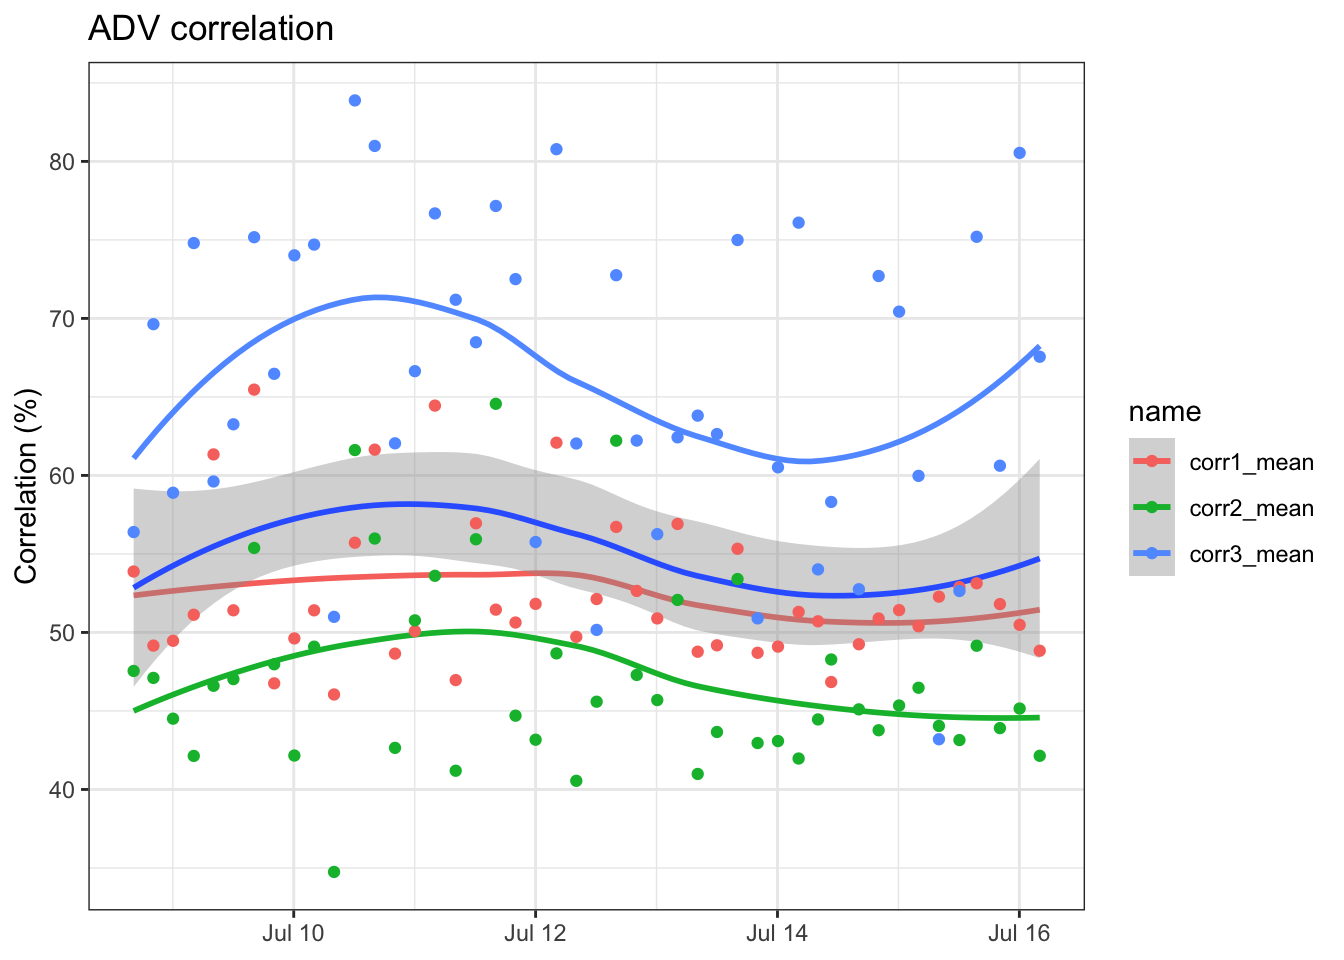 ADV correlation
Correlation (%)
80
70
60
50
40
Jul 10
Jul 12
Jul 14
Jul 16
name
corr1_mean
corr2_mean
corr3_mean